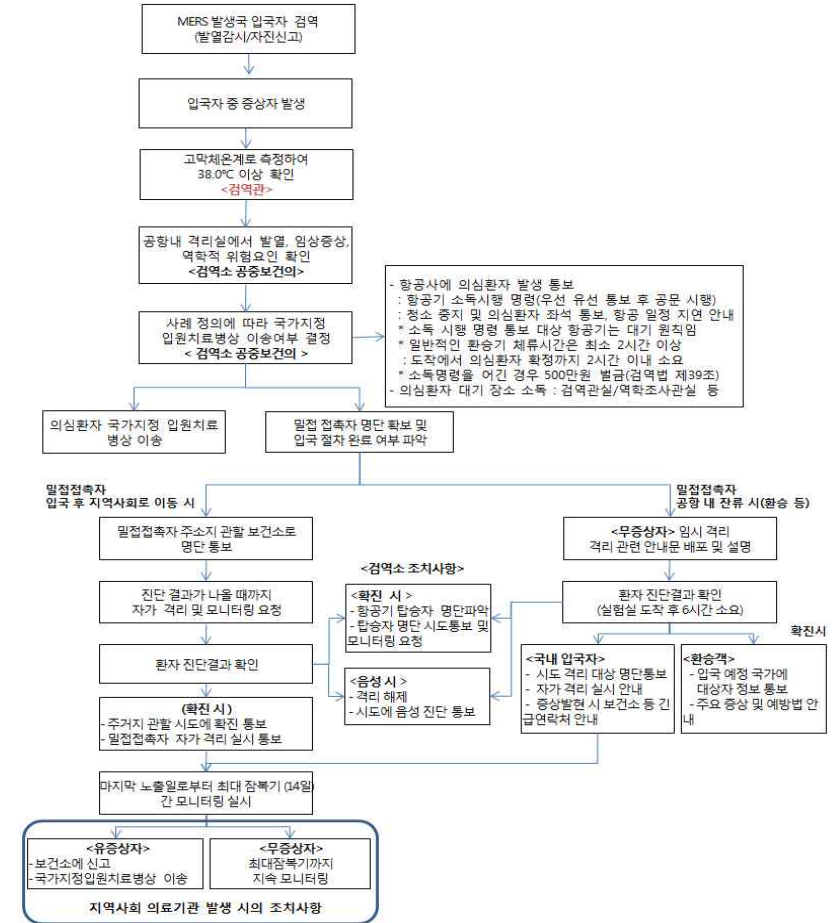 MERS 발생국 입국자 검역
(발열감시/자진신고)
입국자 중 증상자 발생
고막체온계로 측정하여
38.0℃ 이상 확인
<검역관>
공항내 격리실에서 발열, 임상증상,
역학적 위험요인 확인
<검역소 공중보건의>
사례 정의에 따라 국가지정
입원치료병상 이송여부 결정
< 검역소 공중보건의 >
- 항공사에 의심환자 발생 통보
: 항공기 소독시행 명령(우선 유선 통보 후 공문 시행)
: 청소 중지 및 의심환자 좌석 통보, 항공 일정 지연 안내
* 소독 시행 명령 통보 대상 항공기는 대기 원칙임
* 일반적인 환승기 체류시간은 최소 2시간 이상
: 도착에서 의심환자 확정까지 2시간 이내 소요
* 소독명령을 어긴 경우 500만원 벌금(검역법 제39조)
- 의심환자 대기 장소 소독 : 검역관실/역학조사관실 등
의심환자 국가지정 입원치료
병상 이송
밀접 접촉자 명단 확보 및
입국 절차 완료 여부 파악
밀접접촉자
입국 후 지역사회로 이동 시
밀접접촉자
공항 내 잔류 시(환승 등)
밀접접촉자 주소지 관할 보건소로
명단 통보
<무증상자> 임시 격리
격리 관련 안내문 배포 및 설명
<검역소 조치사항>
진단 결과가 나올 때까지
자가 격리 및 모니터링 요청
<확진 시 >
- 항공기 탑승자 명단파악
- 탑승자 명단 시도통보 및
모니터링 요청
환자 진단결과 확인
(실험실 도착 후 6시간 소요)
확진시
환자 진단결과 확인
<음성 시 >
- 격리 해제
- 시도에 음성 진단 통보
<국내 입국자>
- 시도 격리 대상 명단통보
- 자가 격리 실시 안내
- 증상발현 시 보건소 등 긴
급연락처 안내
<환승객>
- 입국 예정 국가에
대상자 정보 통보
- 주요 증상 및 예방법 안
내
(확진 시 )
- 주거지 관할 시도에 확진 통보
- 밀접접촉자 자가 격리 실시 통보
마지막 노출일로부터 최대 잠복기 (14일)
간 모니터링 실시
<유증상자>
- 보건소에 신고
- 국가지정입원치료병상 이송
<무증상자>
최대잠복기까지
지속 모니터링
지역사회 의료기관 발생 시의 조치사항